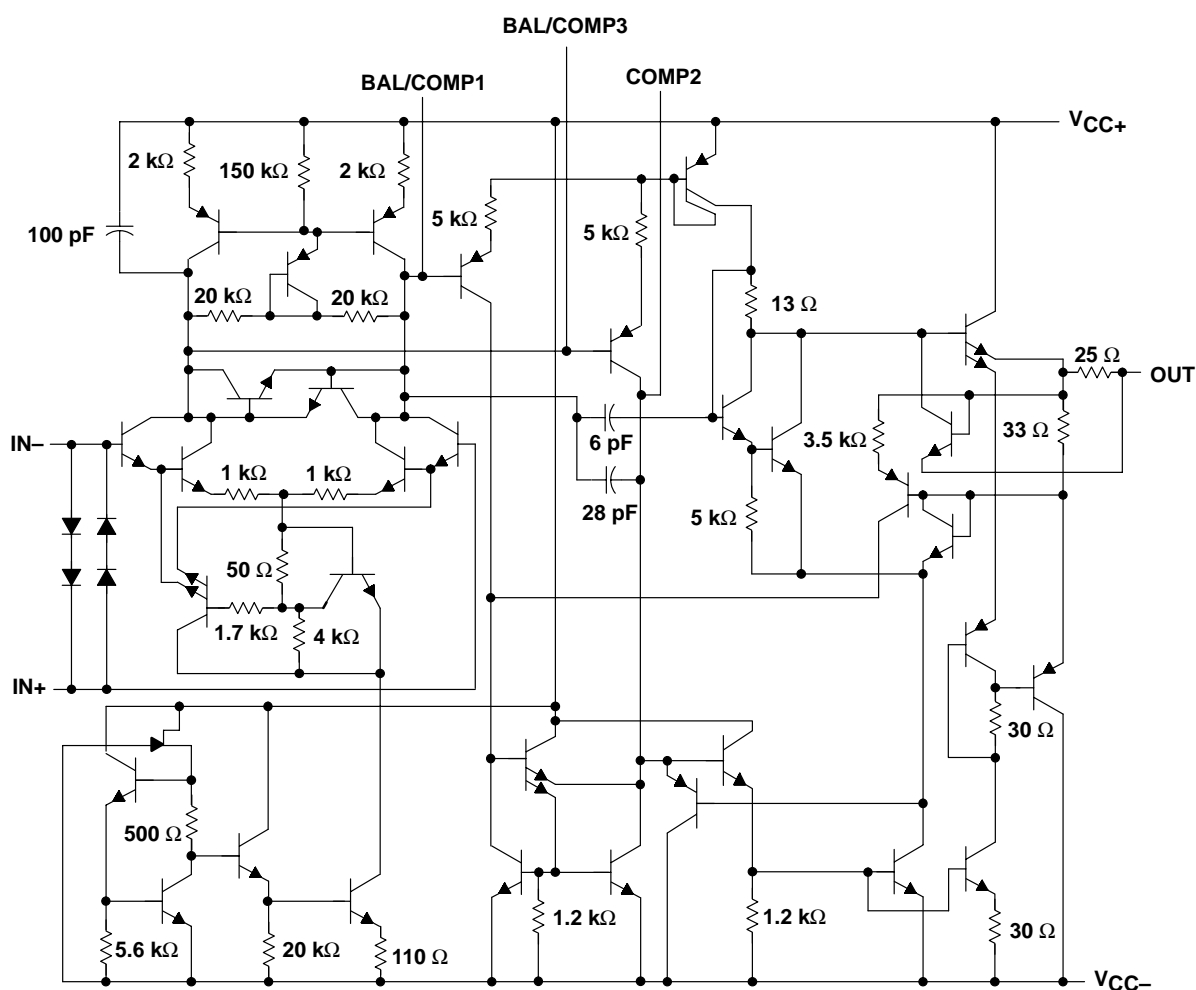 BAL/COMP3
BAL/COMP1
COMP2
VCC+
2 kΩ
150 kΩ
2 kΩ
5 kΩ
5 kΩ
100 pF
20 kΩ
20 kΩ
13 Ω
25 Ω
OUT
IN–
6 pF
3.5 kΩ
33 Ω
1 kΩ
1 kΩ
28 pF
5 kΩ
50 Ω
1.7 kΩ
4 kΩ
IN+
30 Ω
500 Ω
5.6 kΩ
20 kΩ
110 Ω
1.2 kΩ
1.2 kΩ
30 Ω
VCC–